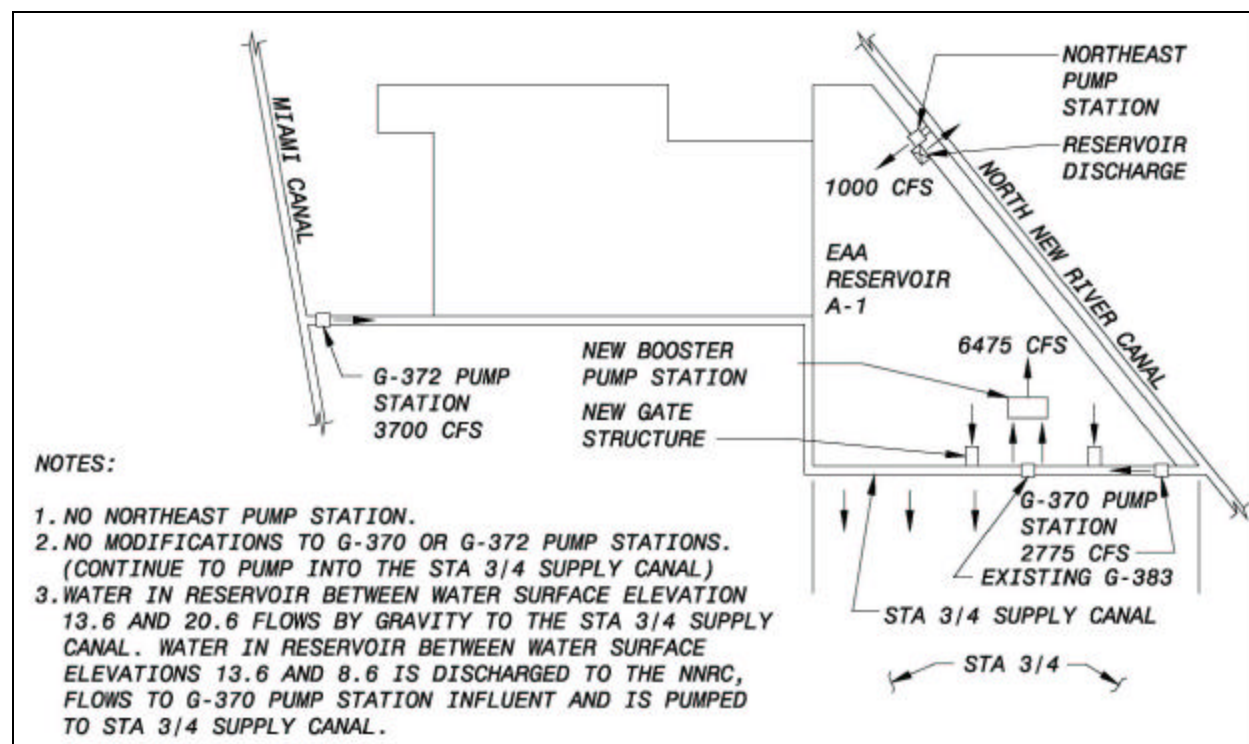 MIAMI CANAL
NORTHEAST
PUMP
STATION
RESERVOIR
DISCHARGE
1000 CFS
NORTH NEW RIVER CANAL
EAA
RESERVOIR
A-1
6475 CFS
NEW BOOSTER
PUMP STATION
NEW GATE
STRUCTURE
G-372 PUMP
STATION
3700 CFS
G-370 PUMP
STATION
2775 CFS
EXISTING G-383
STA 3/4 SUPPLY CANAL
STA 3/4
NOTES:
1. NO NORTHEAST PUMP STATION.
2. NO MODIFICATIONS TO G-370 OR G-372 PUMP STATIONS.
(CONTINUE TO PUMP INTO THE STA 3/4 SUPPLY CANAL)
3. WATER IN RESERVOIR BETWEEN WATER SURFACE ELEVATION
13.6 AND 20.6 FLOWS BY GRAVITY TO THE STA 3/4 SUPPLY
CANAL. WATER IN RESERVOIR BETWEEN WATER SURFACE
ELEVATIONS 13.6 AND 8.6 IS DISCHARGED TO THE NNRC,
FLOWS TO G-370 PUMP STATION INFLUENT AND IS PUMPED
TO STA 3/4 SUPPLY CANAL.